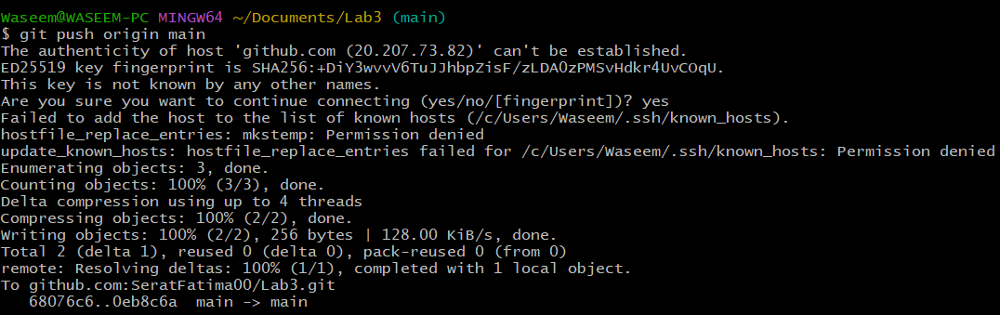 Waseem@WASEEM-PC MINGW64 ~/Documents/Lab3 (main)
$ git push origin main
The authenticity of host 'github.com (20.207.73.82)' can't be established.
ED25519 key fingerprint is SHA256:+DiY3wvvV6TuJJhbpZisF/zLDA0zPMSvHdkr4UvCOqU.
This key is not known by any other names.
Are you sure you want to continue connecting (yes/no/[fingerprint])? yes
Failed to add the host to the list of known hosts (/c/Users/Waseem/.ssh/known_hosts).
hostfile_replace_entries: mkstemp: Permission denied
update_known_hosts: hostfile_replace_entries failed for /c/Users/Waseem/.ssh/known_hosts: Permission denied
Enumerating objects: 3, done.
Counting objects: 100% (3/3), done.
Delta compression using up to 4 threads
Compressing objects: 100% (2/2), done.
Writing objects: 100% (2/2), 256 bytes | 128.00 KiB/s, done.
Total 2 (delta 1), reused 0 (delta 0), pack-reused 0 (from 0)
remote: Resolving deltas: 100% (1/1), completed with 1 local object.
To github.com:SeratFatima00/Lab3.git
   68076c6..0eb8c6a  main -> main